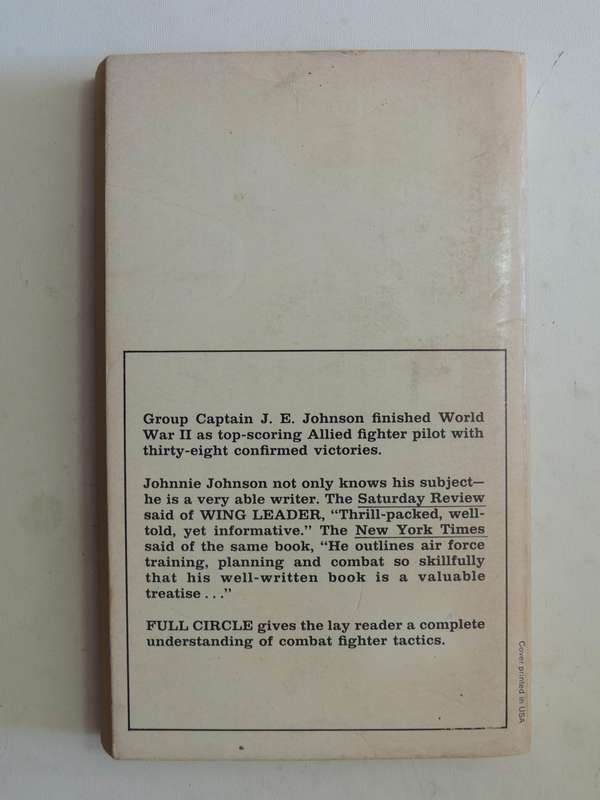 Group Captain J. E. Johnson finished World
War II as top-scoring Allied fighter pilot with
thirty-eight confirmed victories.
Johnnie Johnson not only knows his subject—
he is a very able writer. The Saturday Review
said of WING LEADER, “Thrill-packed, well-
told, yet informative.” The New York Times
said of the same book, “He outlines air force
training, planning and combat so skillfully
that his well-written book is a valuable
treatise . . .”
FULL CIRCLE gives the lay reader a complete
understanding of combat fighter tactics.
Cover printed in USA